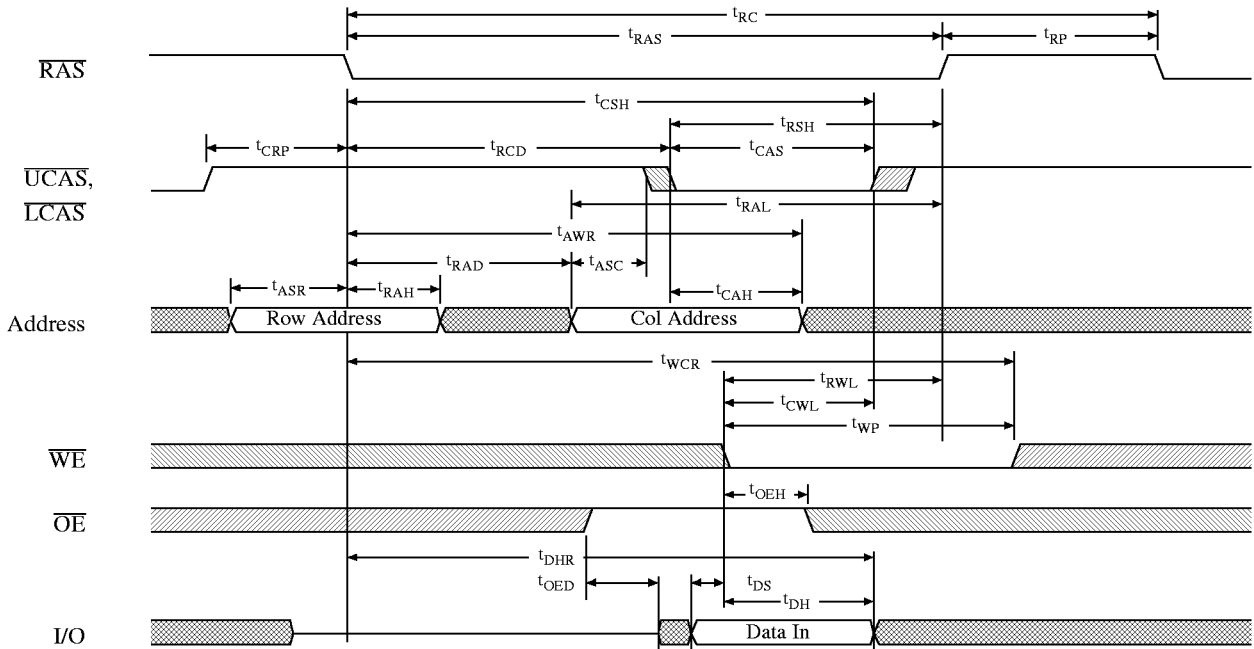 tRC
tRAS tRP
RAS
tCSH
tRSH
tCRP tRCD tCAS
UCAS,
LCAS
tRAL
tAWR
tRAD tASC
tASR tRAH tCAH
Address Row Address Col Address
tWCR
tRWL
tCWL
tWP
WE
tOEH
OE
tDHR
tOED tDS
tDH
I/O Data In